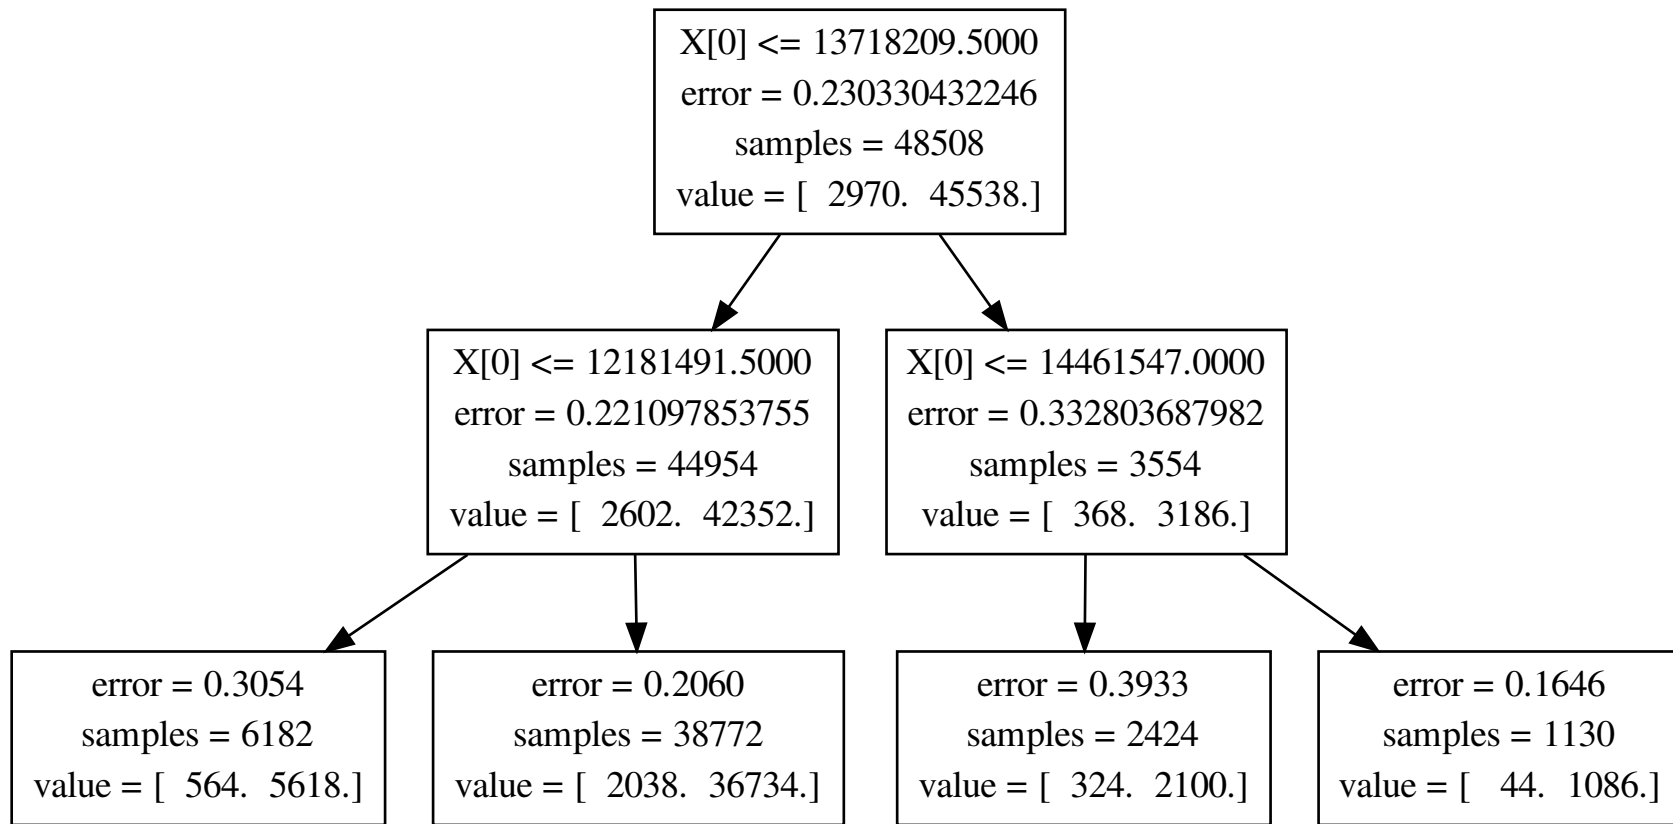 X[0] <= 13718209.5000
error = 0.230330432246
samples = 48508
value = [  2970.  45538.]
X[0] <= 12181491.5000
error = 0.221097853755
samples = 44954
value = [  2602.  42352.]
X[0] <= 14461547.0000
error = 0.332803687982
samples = 3554
value = [  368.  3186.]
error = 0.3054
samples = 6182
value = [  564.  5618.]
error = 0.2060
samples = 38772
value = [  2038.  36734.]
error = 0.3933
samples = 2424
value = [  324.  2100.]
error = 0.1646
samples = 1130
value = [   44.  1086.]